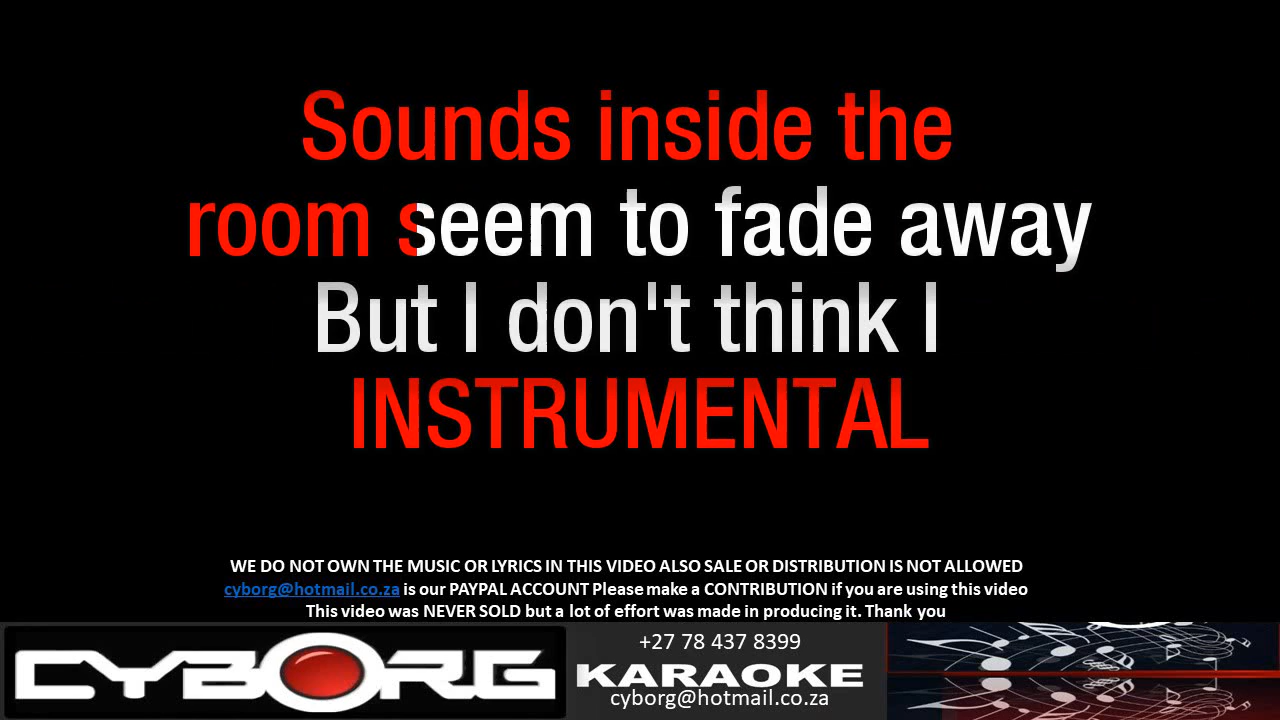 Sounds inside the
room seem to fade away
But I don't think I
INSTRUMENTAL
WE DO NOT OWN THE MUSIC OR LYRICS IN THIS VIDEO ALSO SALE OR DISTRIBUTION IS NOT ALLOWED
cyborg@hotmail.co.za is our PAYPAL ACCOUNT Please make a CONTRIBUTION if you are using this video
This video was NEVER SOLD but a lot of effort was made in producing it. Thank you
CYBORG
+27 78 437 8399
KARAOKE
cyborg@hotmail.co.za